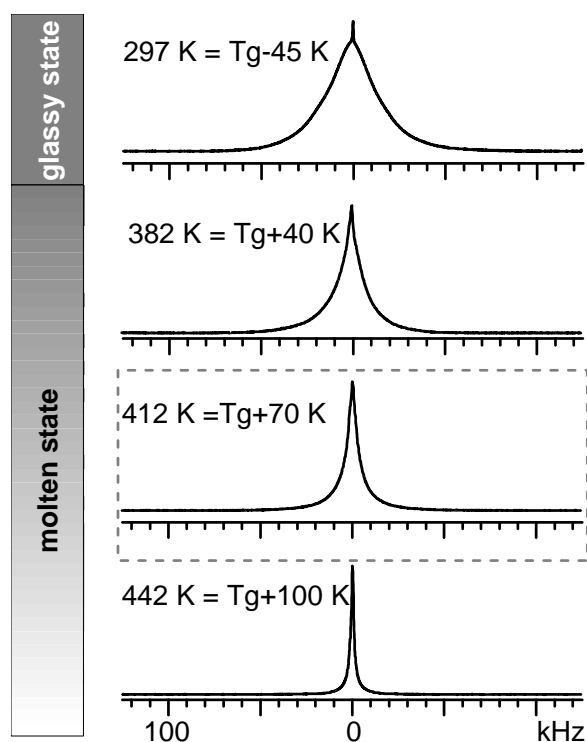 glassy state
molten state
297 K = Tg-45 K
382 K = Tg+40 K
412 K =Tg+70 K
442 K = Tg+100 K
100 0 kHz